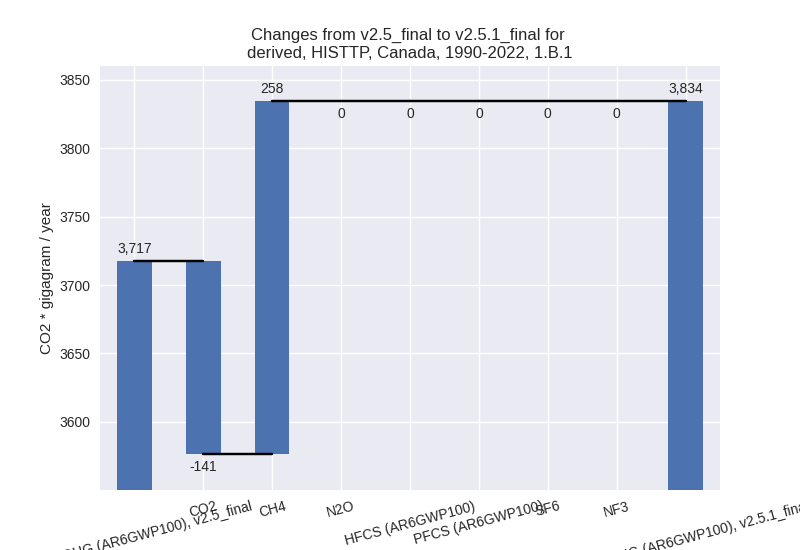 Changes from v2.5_final to v2.5.1_final for
derived, HISTTP, Canada, 1990-2022, 1.B.1
CO2 * gigagram / year
3850
3800
3750
3700
3650
3600
3,717
-141
258
0
0
0
0
0
3,834
(AR6GWP100), v2.5_final
CO2
CH4
N2O
HFCS (AR6GWP100)
PFCS (AR6GWP100)
SF6
NF3
(AR6GWP100), v2.5.1_fina